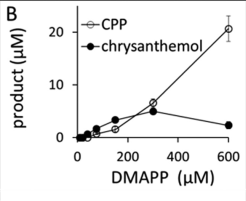 B
CPP
chrysanthemol
product (μM)
20
10
0
0 200 400 600
DMAPP (μM)